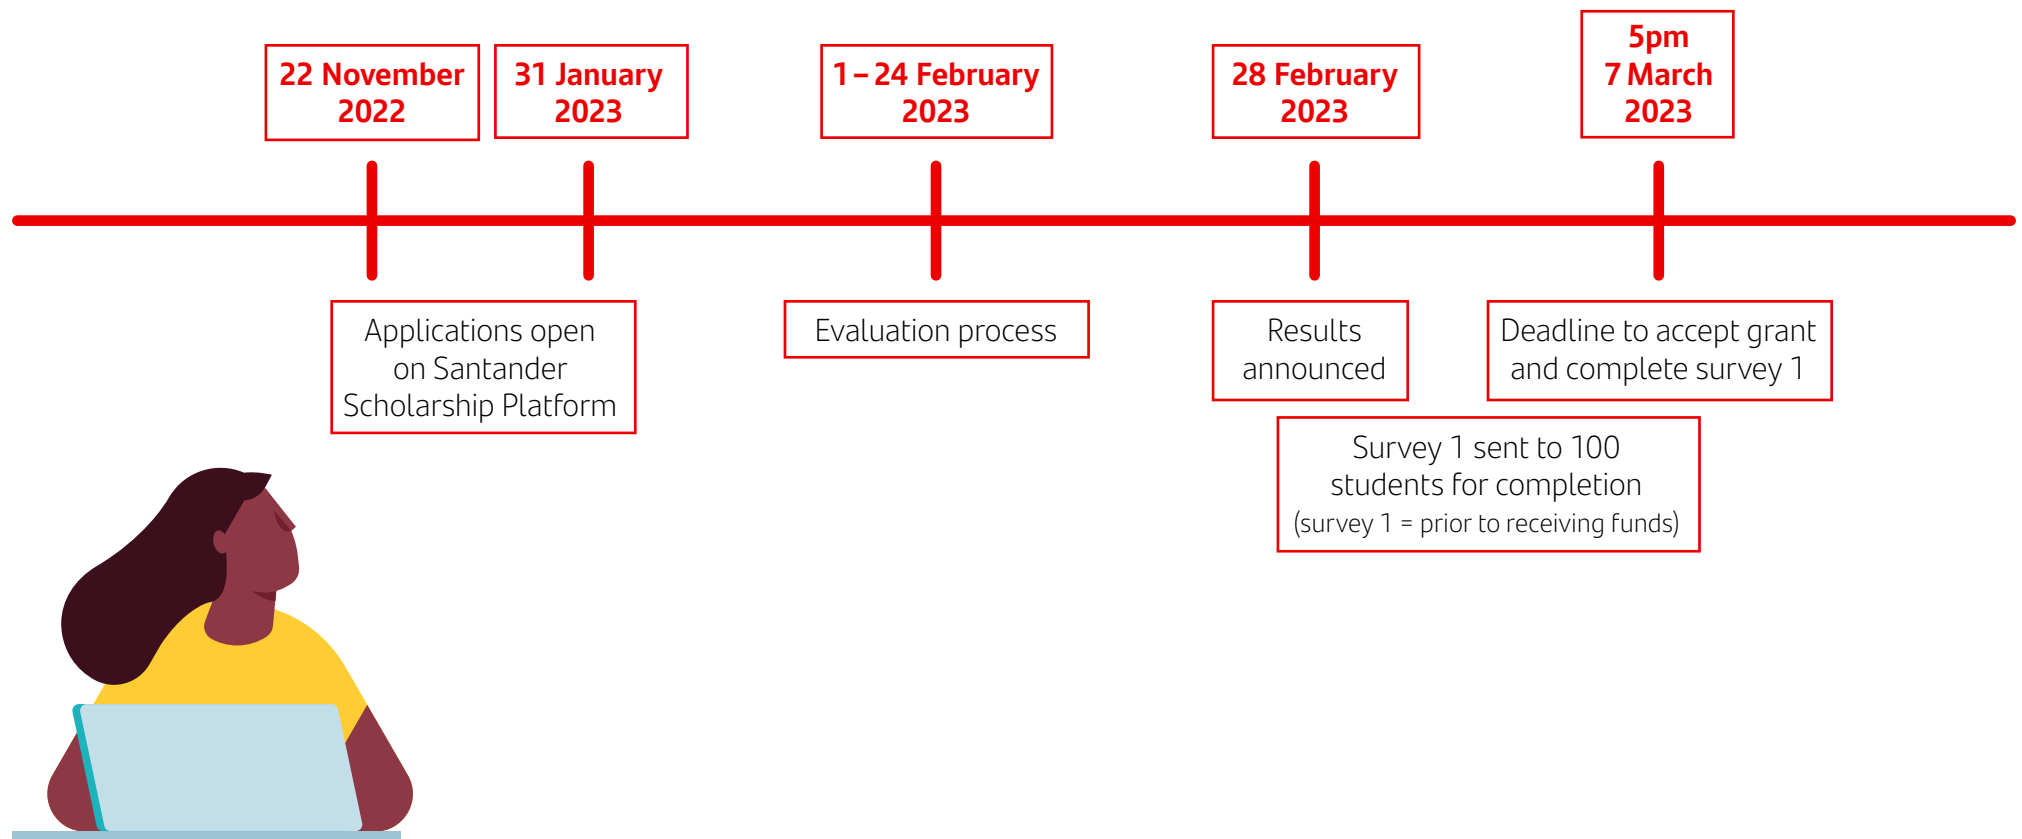 22 November
2022
31 January
2023
1 – 24 February
2023
28 February
2023
5pm
7 March
2023
Applications open
on Santander
Scholarship Platform
Evaluation process
Results
announced
Deadline to accept grant
and complete survey 1
Survey 1 sent to 100
students for completion
(survey 1 = prior to receiving funds)